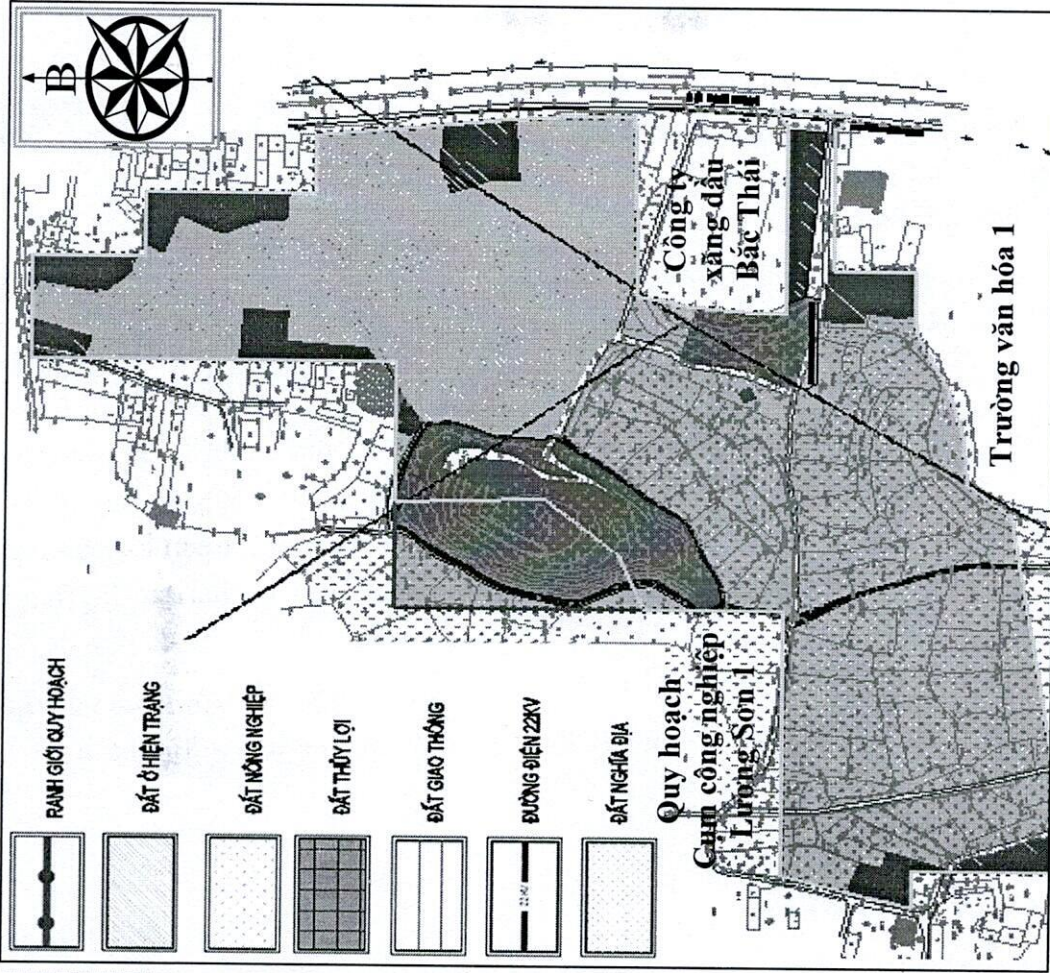 B
RANH GIỚI QUY HOẠCH
ĐẤT Ở HIỆN TRẠNG
ĐẤT NÔNG NGHIỆP
ĐẤT THỦY LỢI
ĐẤT GIAO THÔNG
ĐƯỜNG ĐIỆN 22KV
ĐẤT NGHĨA ĐỊA
Quy hoạch
Cụm công nghiệp
Lương Sơn 1
Công ty
xăng dầu
Bắc Thái
Trường văn hóa 1